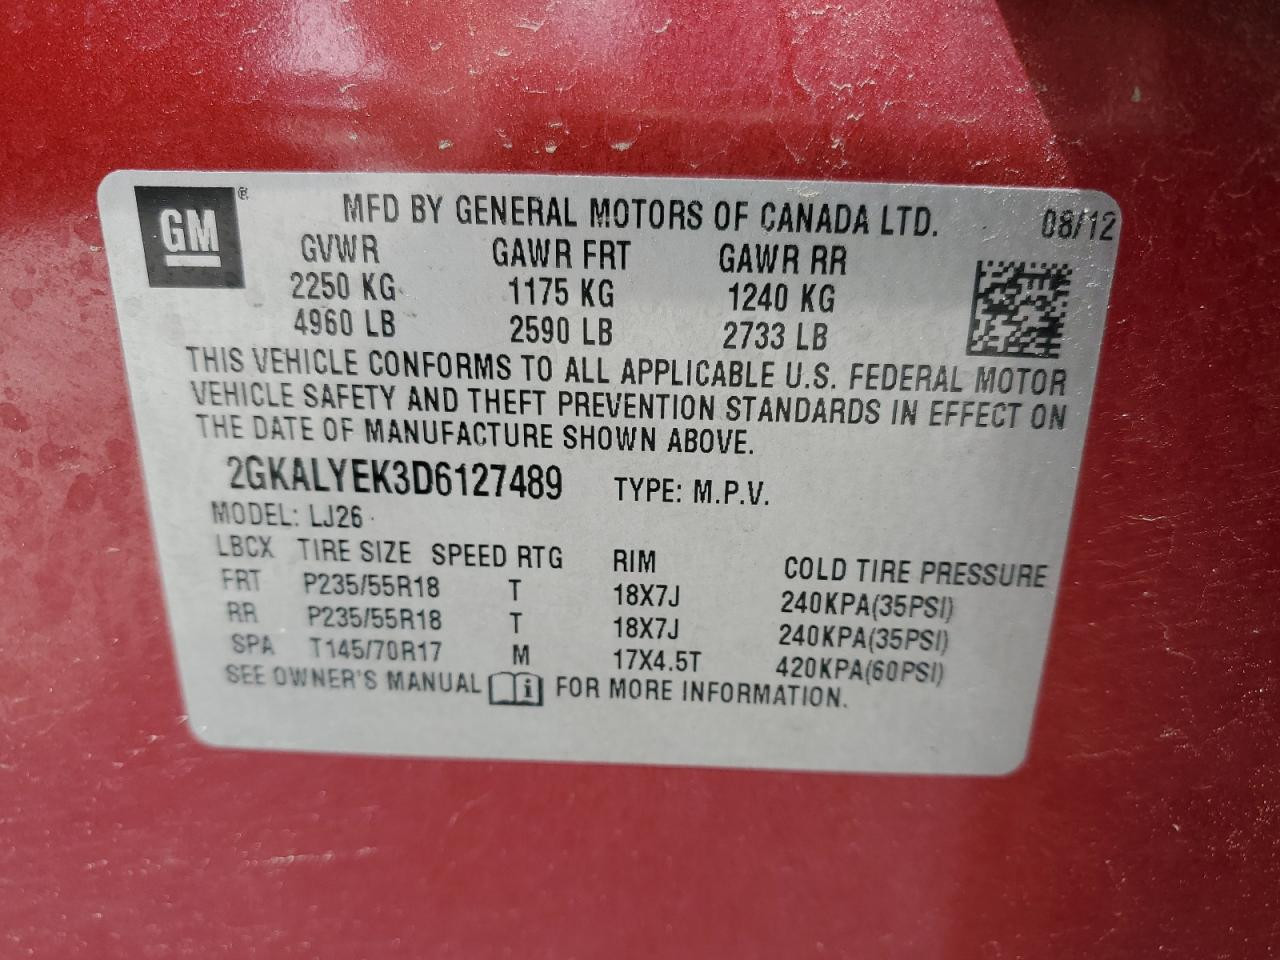 GM ® MFD BY GENERAL MOTORS OF CANADA LTD. 08/12
GVWR GAWR FRT GAWR RR
2250 KG 1175 KG 1240 KG
4960 LB 2590 LB 2733 LB
THIS VEHICLE CONFORMS TO ALL APPLICABLE U.S. FEDERAL MOTOR
VEHICLE SAFETY AND THEFT PREVENTION STANDARDS IN EFFECT ON
THE DATE OF MANUFACTURE SHOWN ABOVE.
2GKALYEK3D6127489 TYPE: M.P.V.
MODEL: LJ26
LBCX TIRE SIZE SPEED RTG RIM COLD TIRE PRESSURE
FRT P235/55R18 T 18X7J 240KPA(35PSI)
RR P235/55R18 T 18X7J 240KPA(35PSI)
SPA T145/70R17 M 17X4.5T 420KPA(60PSI)
SEE OWNER'S MANUAL i FOR MORE INFORMATION.